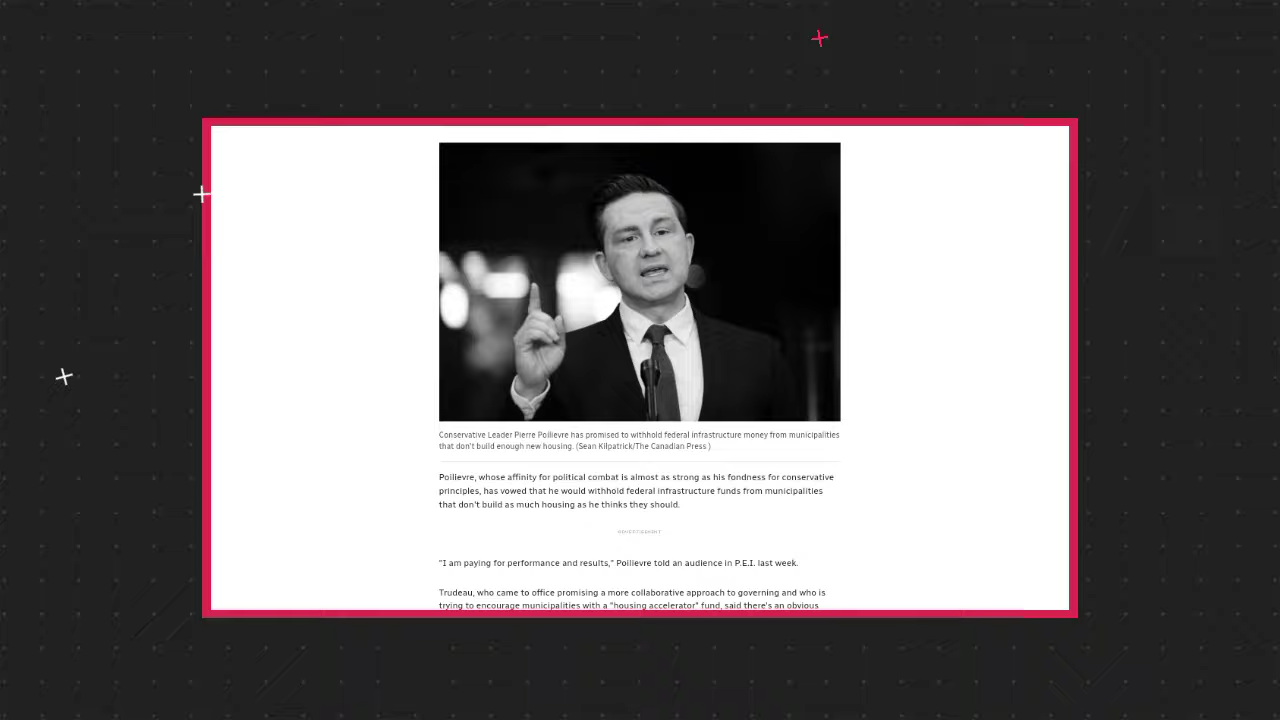 Conservative Leader Pierre Poilievre has promised to withhold federal infrastructure money from municipalities
that don't build enough new housing. (Sean Kilpatrick/The Canadian Press )
Poilievre, whose affinity for political combat is almost as strong as his fondness for conservative
principles, has vowed that he would withhold federal infrastructure funds from municipalities
that don't build as much housing as he thinks they should.
ADVERTISEMENT
"I am paying for performance and results," Poilievre told an audience in P.E.I. last week.
Trudeau, who came to office promising a more collaborative approach to governing and who is
trying to encourage municipalities with a "housing accelerator" fund, said there's an obvious